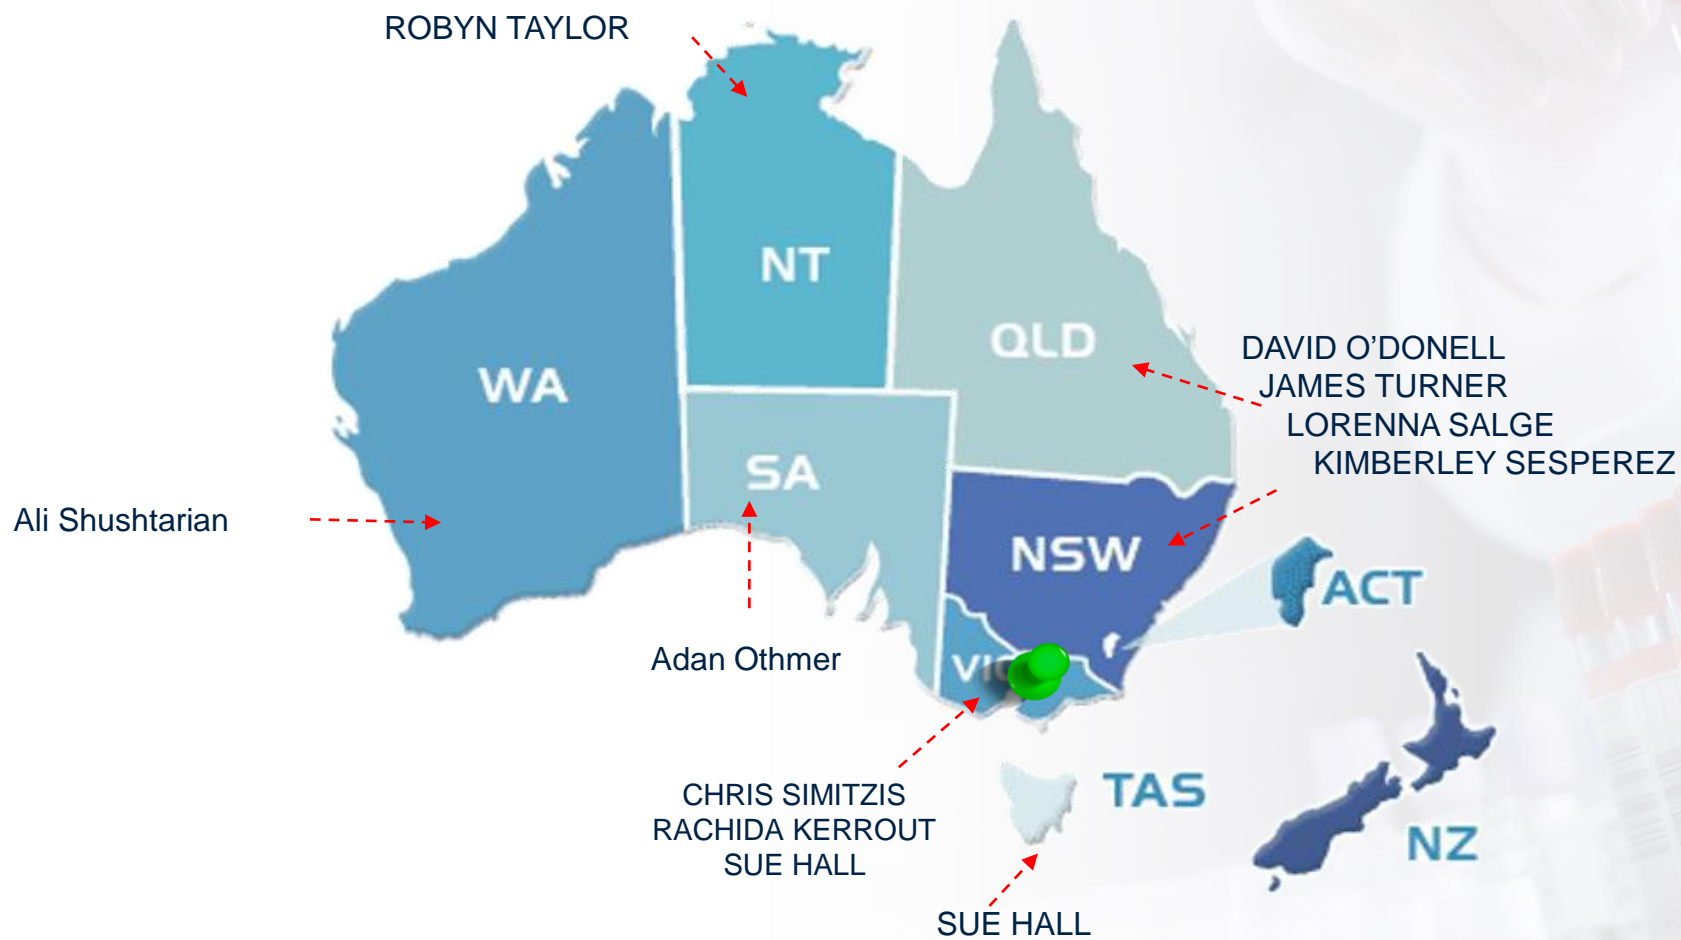 ROBYN TAYLOR
NT
QLD
WA
DAVID O’DONELL
JAMES TURNER
LORENNA SALGE
KIMBERLEY SESPEREZ
SA
Ali Shushtarian
NSW
ACT
Adan Othmer
CHRIS SIMITZIS
RACHIDA KERROUT
SUE HALL
TAS
NZ
SUE HALL